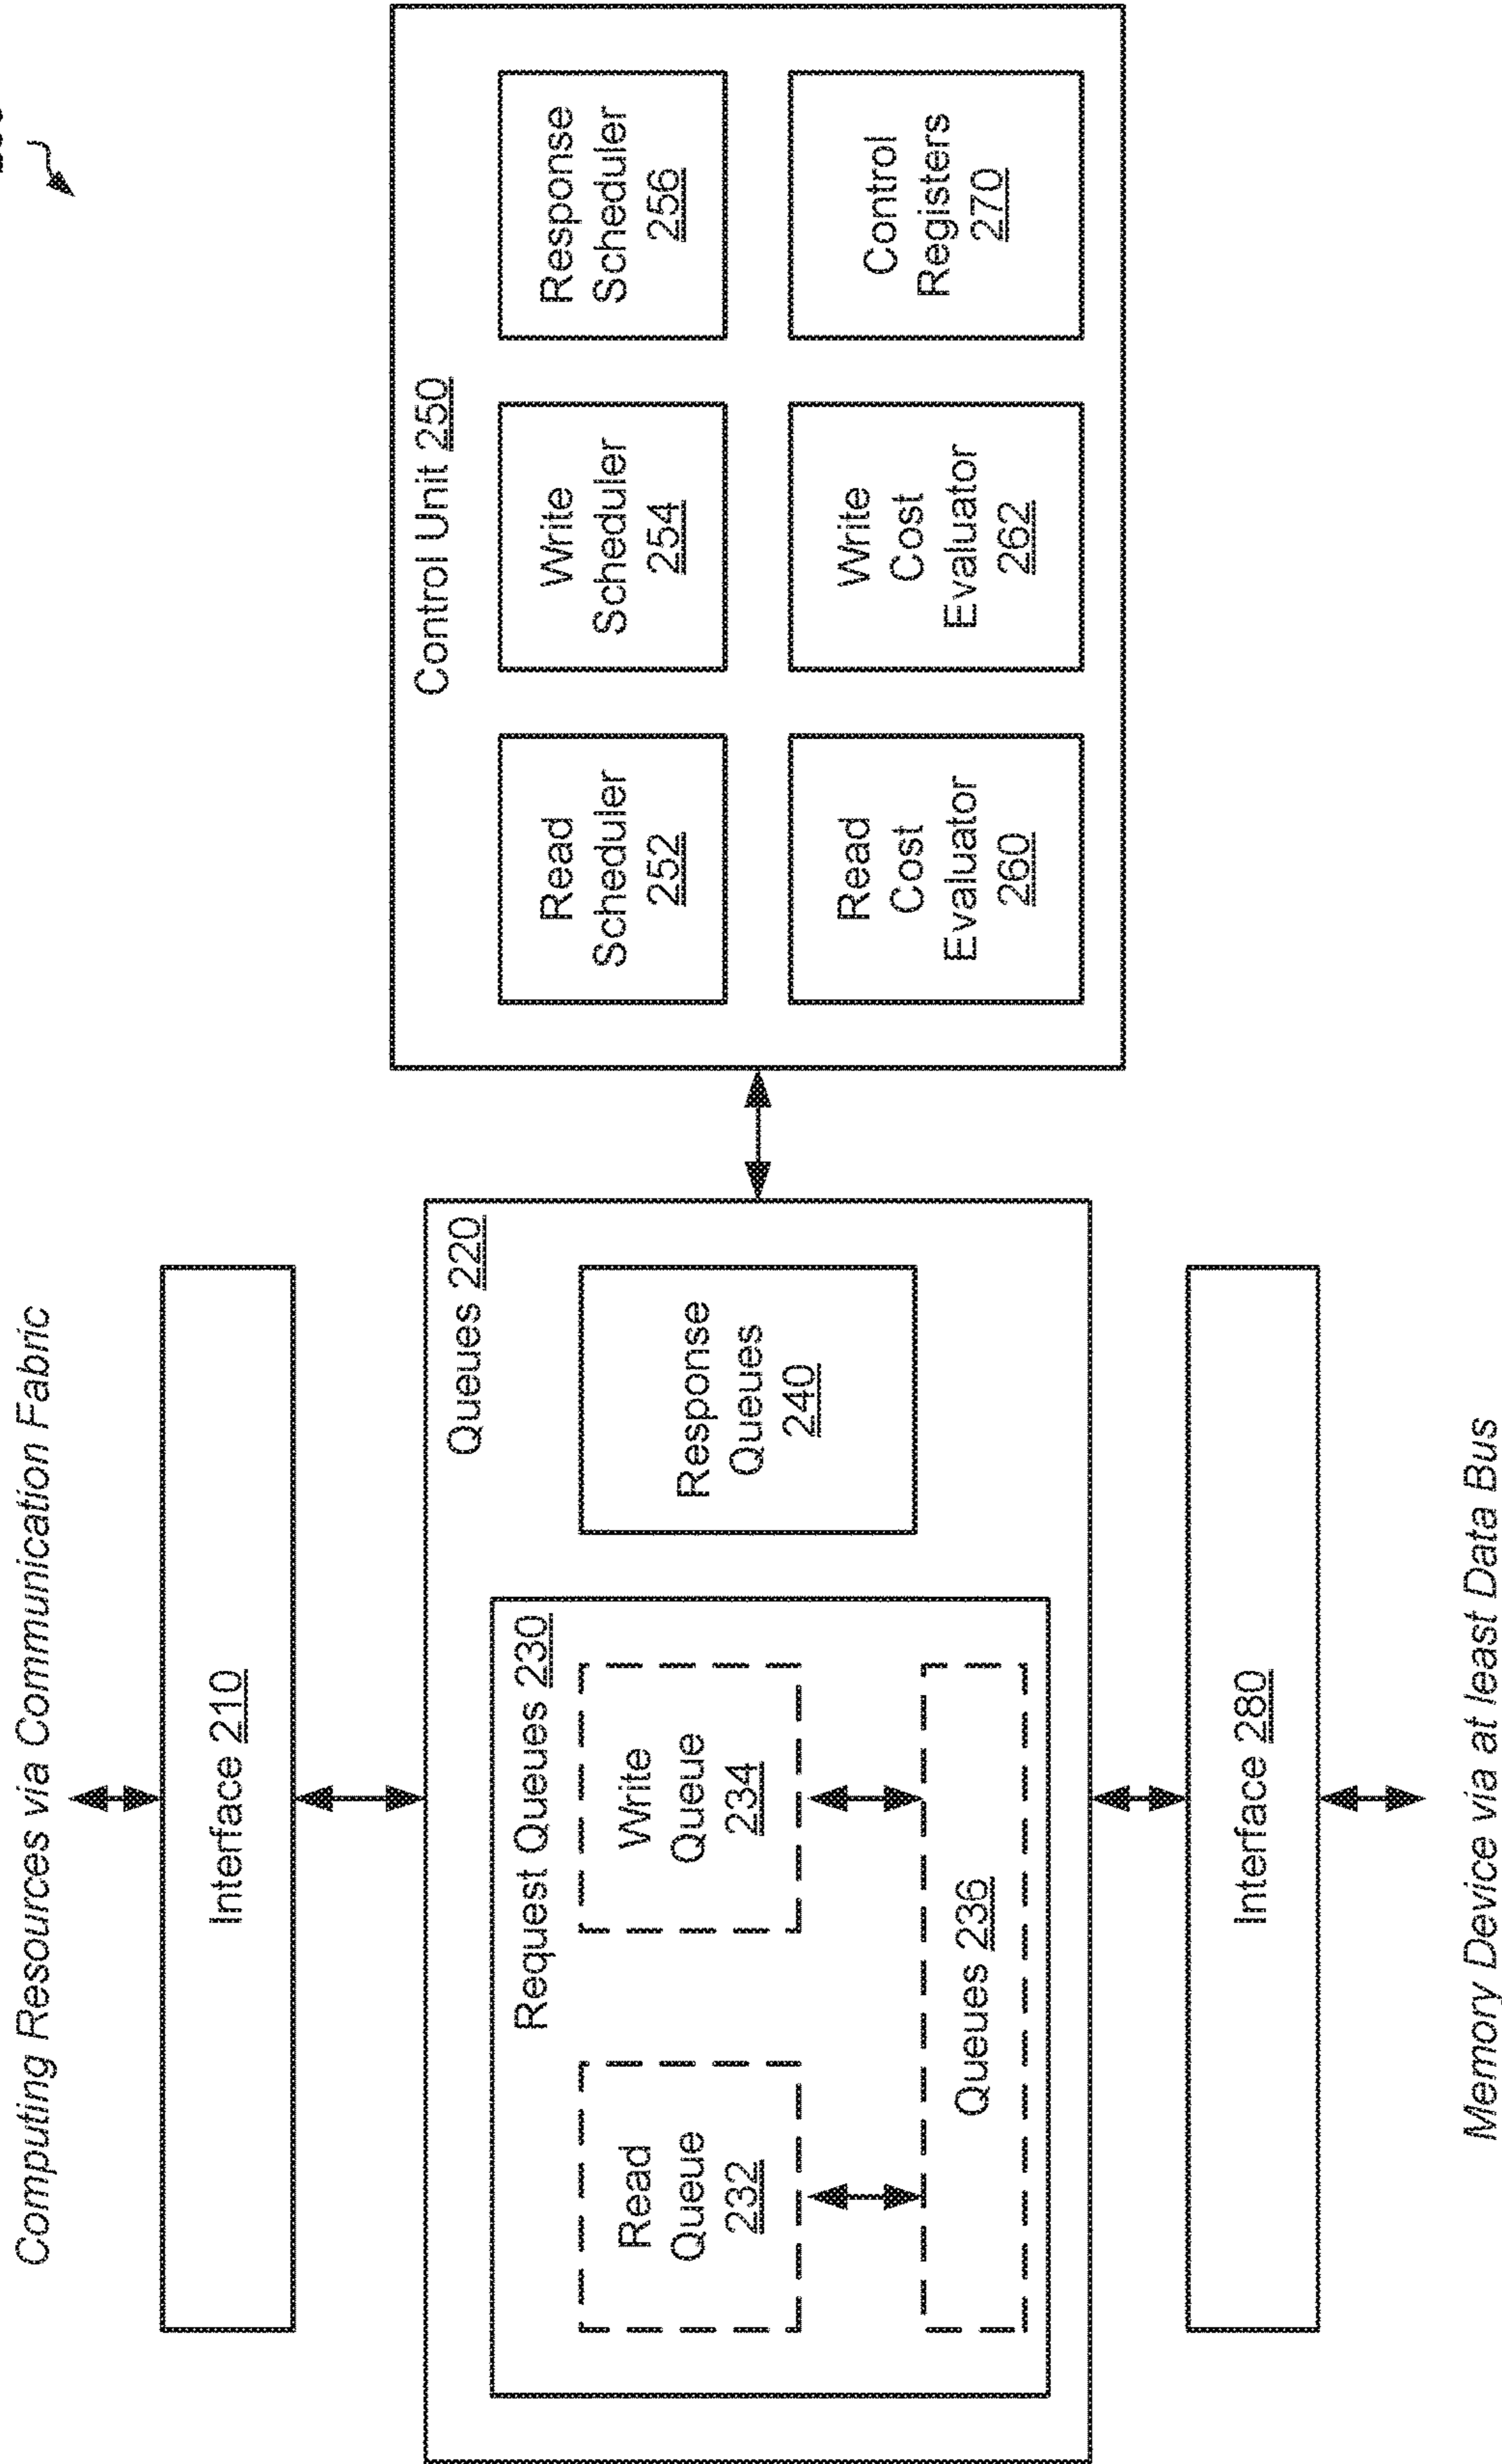 Computing Resources via Communication Fabric
Interface 210
Queues 220
Request Queues 230
Read
Queue
232
Write
Queue
234
Queues 236
Response
Queues
240
Control Unit 250
Read
Scheduler
252
Write
Scheduler
254
Response
Scheduler
256
Read
Cost
Evaluator
260
Write
Cost
Evaluator
262
Control
Registers
270
Interface 280
Memory Device via at least Data Bus